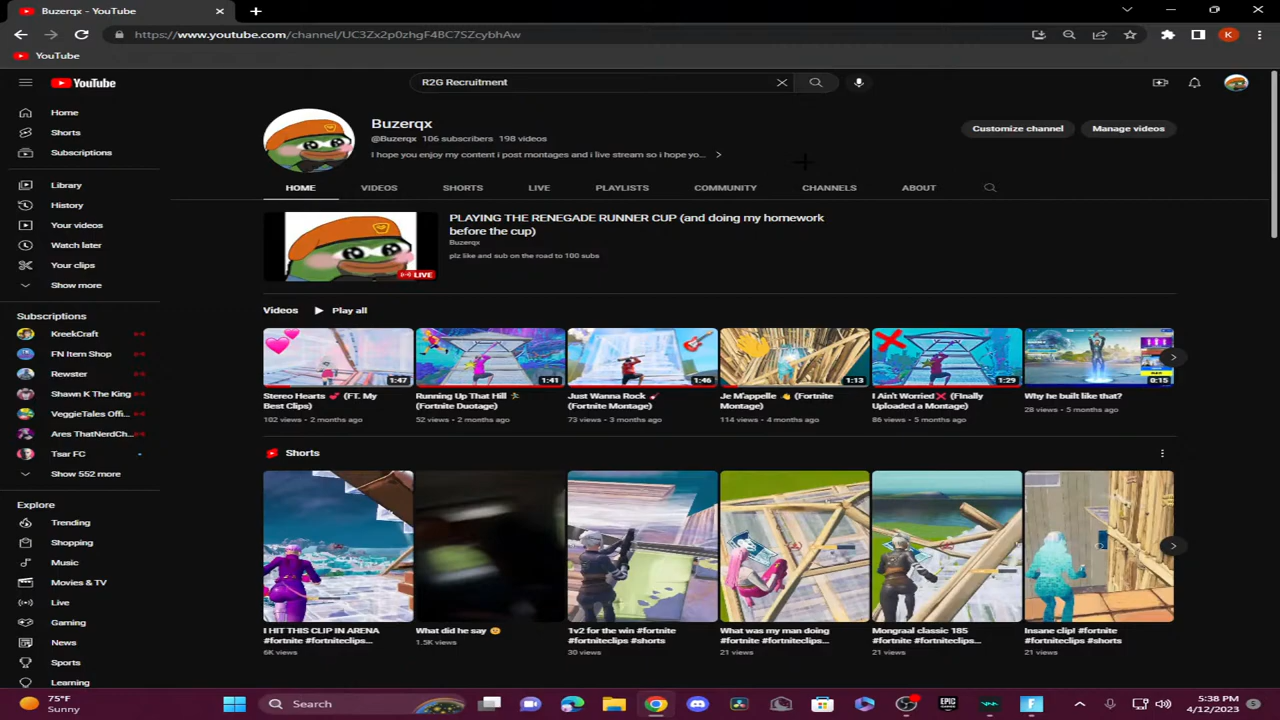 Buzerqx - YouTube
https://www.youtube.com/channel/UC3Zx2p0zhgF4BC7SZcybhAw
K
YouTube
YouTube
R2G Recruitment
Home
Shorts
Subscriptions
Library
History
Your videos
Watch later
Your clips
Show more
Subscriptions
KreekCraft
FN Item Shop
Rewster
Shawn K The King
VeggieTales Offi...
Ares ThatNerdCh...
Tsar FC
Show 552 more
Explore
Trending
Shopping
Music
Movies & TV
Live
Gaming
News
Sports
Learning
Buzerqx
@Buzerqx 106 subscribers 198 videos
I hope you enjoy my content i post montages and i live stream so i hope yo...
Customize channel
Manage videos
HOME VIDEOS SHORTS LIVE PLAYLISTS COMMUNITY CHANNELS ABOUT
LIVE
PLAYING THE RENEGADE RUNNER CUP (and doing my homework
before the cup)
Buzerqx
plz like and sub on the road to 100 subs
Videos Play all
1:47
Stereo Hearts 💕 (FT. My
Best Clips)
102 views • 2 months ago
1:41
Running Up That Hill 🏃
(Fortnite Duotage)
52 views • 2 months ago
1:46
Just Wanna Rock 🎸
(Fortnite Montage)
73 views • 3 months ago
1:13
Je M'appelle 👋 (Fortnite
Montage)
114 views • 4 months ago
1:29
I Ain't Worried ❌ (FInally
Uploaded a Montage)
86 views • 5 months ago
0:15
Why he built like that?
28 views • 5 months ago
Shorts
I HIT THIS CLIP IN ARENA
#fortnite #fortniteclips...
6K views
What did he say
1.5K views
1v2 for the win #fortnite
#fortniteclips #shorts
30 views
What was my man doing
#fortnite #fortniteclips...
21 views
Mongraal classic 185
#fortnite #fortniteclips...
21 views
Insane clip! #fortnite
#fortniteclips #shorts
21 views
75°F
Sunny
Search
EPIC
5:38 PM
4/12/2023